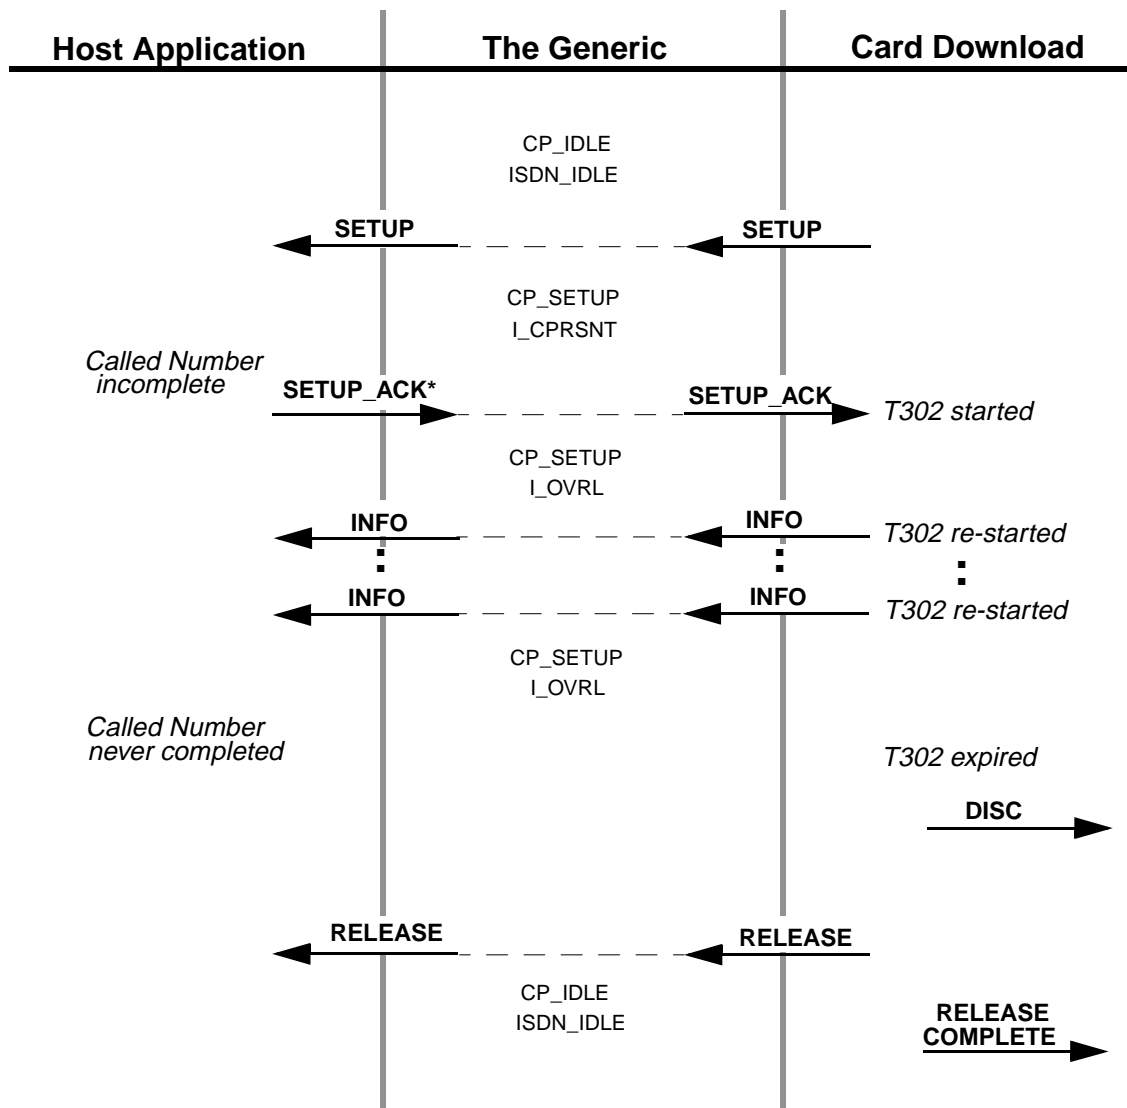 Host Application
The Generic
Card Download
CP_IDLE
ISDN_IDLE
SETUP
SETUP
CP_SETUP
I_CPRSNT
Called Number
incomplete
SETUP_ACK*
SETUP_ACK
T302 started
CP_SETUP
I_OVRL
INFO
INFO
T302 re-started
INFO
INFO
T302 re-started
CP_SETUP
I_OVRL
Called Number
never completed
T302 expired
DISC
RELEASE
RELEASE
CP_IDLE
ISDN_IDLE
RELEASE
COMPLETE